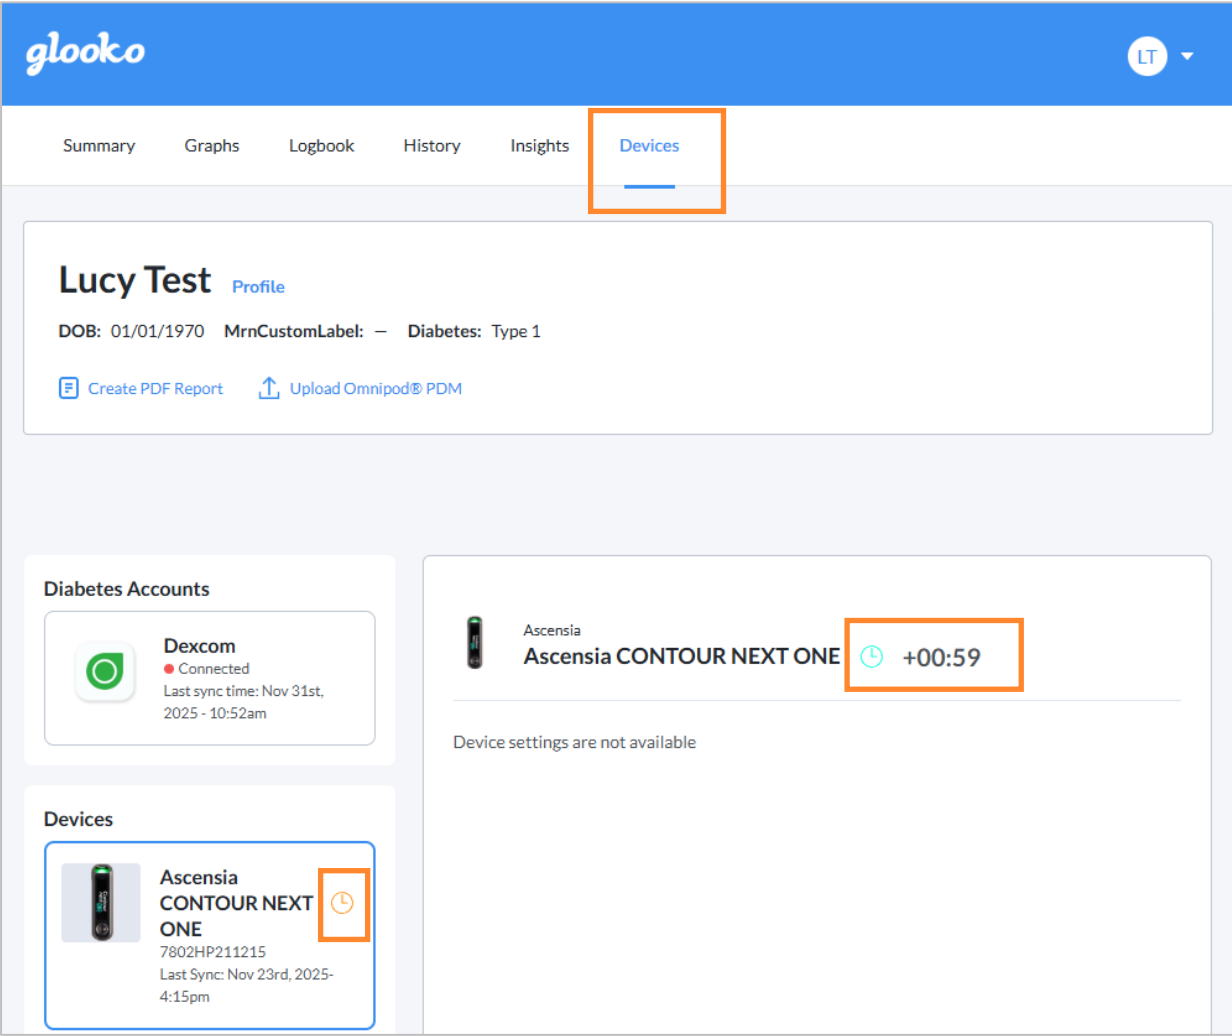 glooko
LT
Summary Graphs Logbook History Insights Devices
Lucy Test Profile
DOB: 01/01/1970 MrnCustomLabel: — Diabetes: Type 1
Create PDF Report Upload Omnipod® PDM
Diabetes Accounts
Dexcom
Connected
Last sync time: Nov 31st,
2025 - 10:52am
Devices
Ascensia
CONTOUR NEXT
ONE
7802HP211215
Last Sync: Nov 23rd, 2025-
4:15pm
Ascensia
Ascensia CONTOUR NEXT ONE +00:59
Device settings are not available